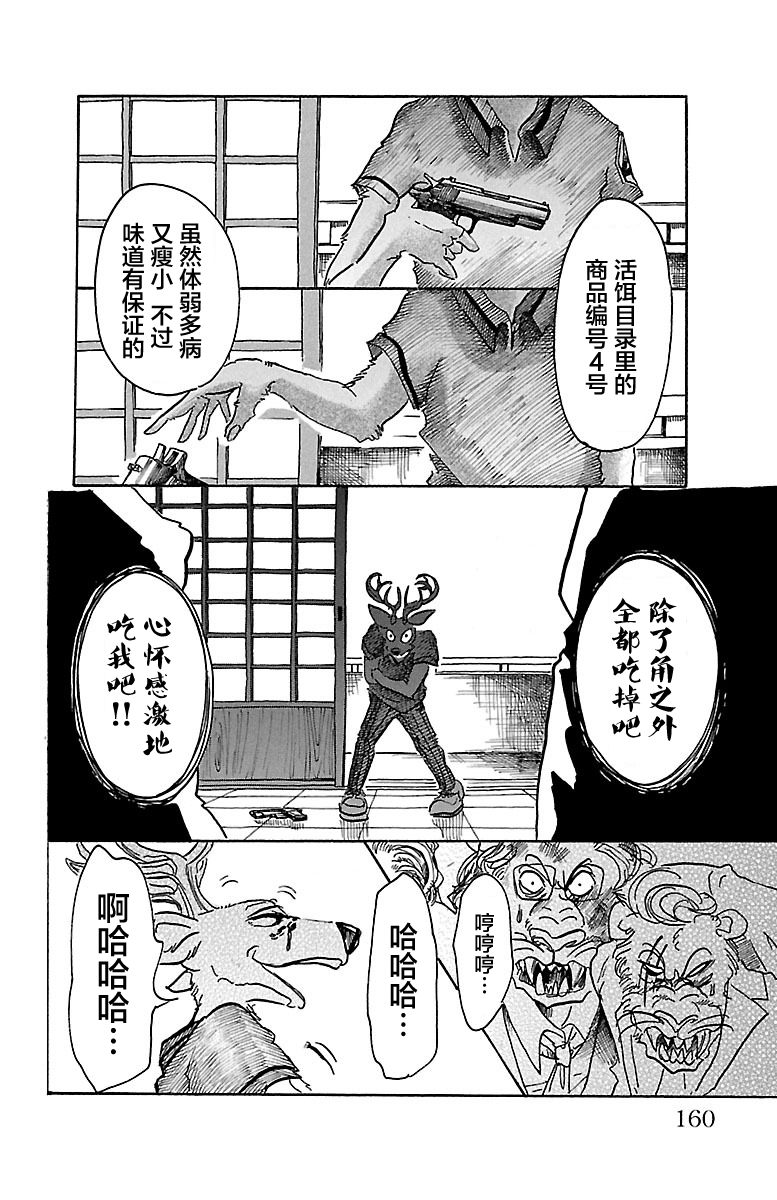 活饵目录里的
商品编号4号
虽然体弱多病
又瘦小 不过
味道有保证的
除了角之外
全都吃掉吧
心怀感激地
吃我吧!!
哼哼哼…
哈哈哈…
啊哈哈哈…
160